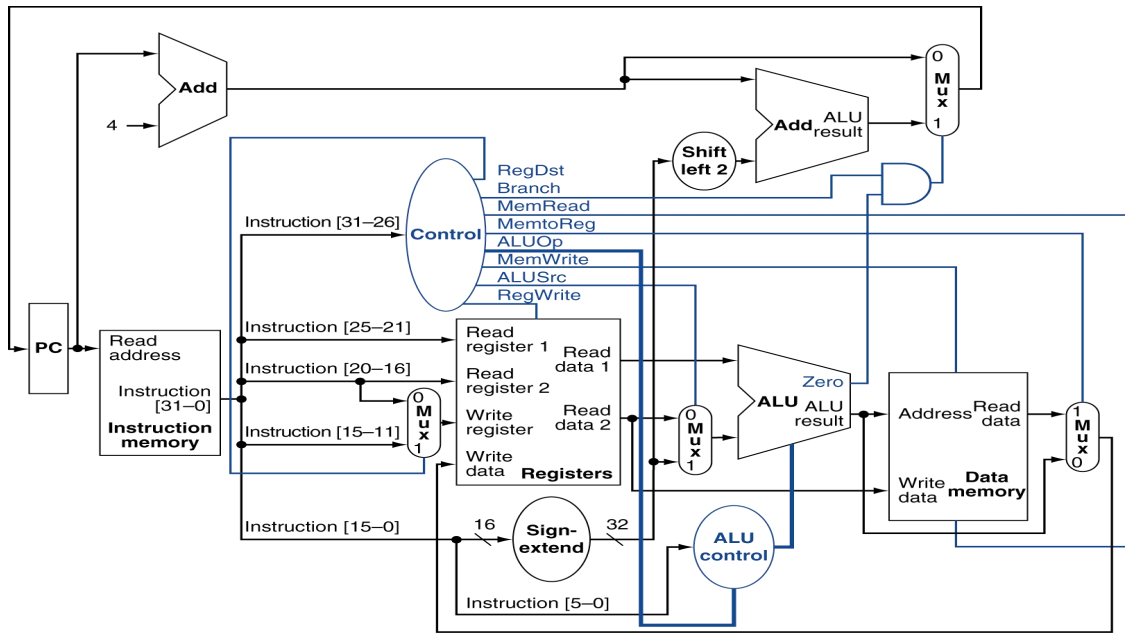 Add
4
0
Mux
1
Add
ALU
result
Shift
left 2
RegDst
Branch
MemRead
MemtoReg
ALUOp
MemWrite
ALUSrc
RegWrite
Control
Instruction [31–26]
PC
Read
address
Instruction
[31–0]
Instruction
memory
Instruction [25–21]
Instruction [20–16]
Instruction [15–11]
0
Mux
1
Read
register 1
Read
register 2
Write
register
Write
data
Read
data 1
Read
data 2
Registers
0
Mux
1
Zero
ALU
ALU
result
Address
Read
data
Write
data
Data
memory
1
Mux
0
Instruction [15–0]
16
Sign-
extend
32
ALU
control
Instruction [5–0]